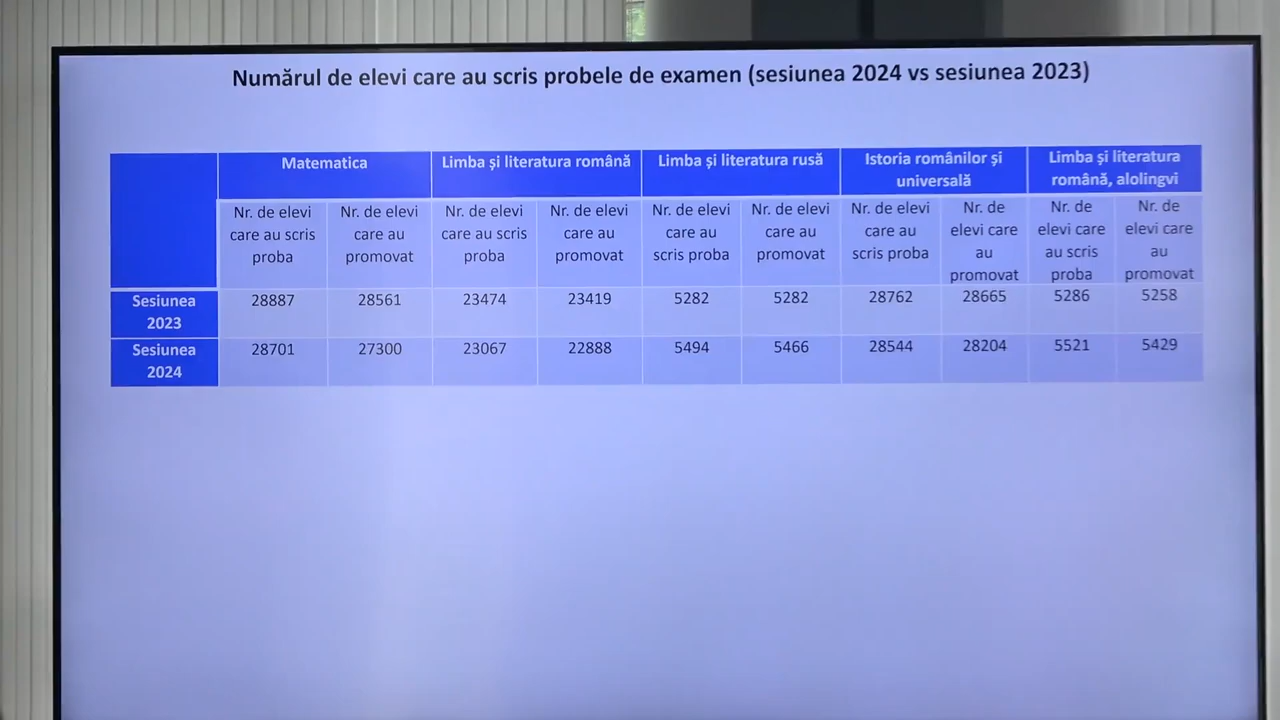 Numărul de elevi care au scris probele de examen (sesiunea 2024 vs sesiunea 2023)
Matematica
Limba și literatura română
Limba și literatura rusă
Istoria românilor și
universală
Limba și literatura
română, alolingvi
Nr. de elevi
care au scris
proba
Nr. de elevi
care au
promovat
Nr. de elevi
care au scris
proba
Nr. de elevi
care au
promovat
Nr. de elevi
care au
scris proba
Nr. de elevi
care au
promovat
Nr. de elevi
care au
scris proba
Nr. de
elevi care
au
promovat
Nr. de
elevi care
au scris
proba
Nr. de
elevi care
au
promovat
Sesiunea
2023
28887 28561 23474 23419 5282 5282 28762 28665 5286 5258
Sesiunea
2024
28701 27300 23067 22888 5494 5466 28544 28204 5521 5429